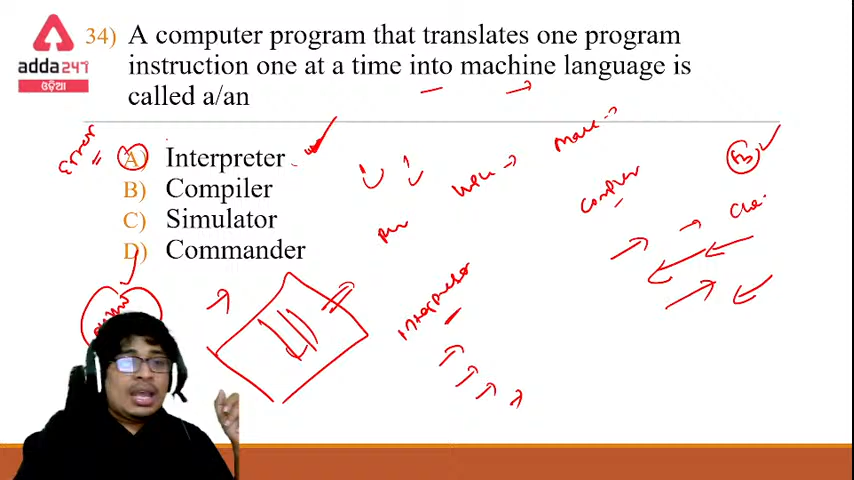 34) A computer program that translates one program
instruction one at a time into machine language is
called a/an
adda247
ଓଡ଼ିଆ
Error
A) Interpreter
B) Compiler
C) Simulator
D) Commander
Compiler
Interpreter